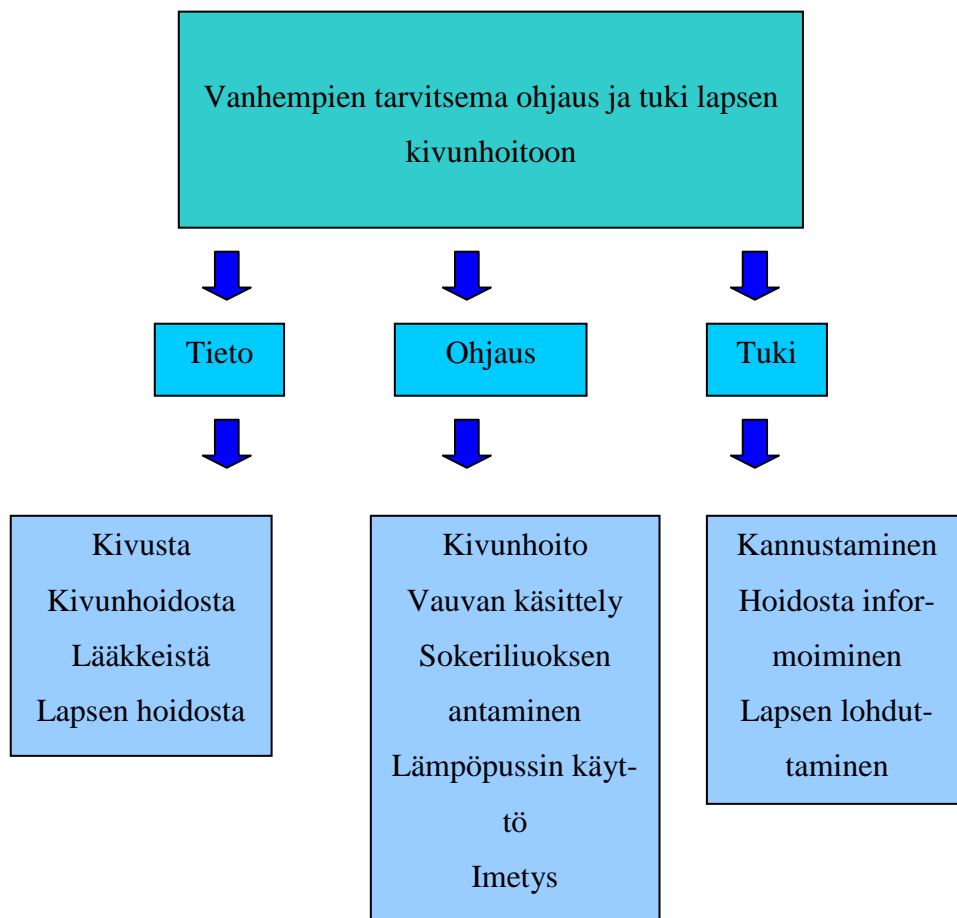 Vanhempien tarvitsema ohjaus ja tuki lapsen
kivunhoitoon
Tieto
Ohjaus
Tuki
Kivusta
Kivunhoidosta
Lääkkeistä
Lapsen hoidosta
Kivunhoito
Vauvan käsittely
Sokeriliuoksen
antaminen
Lämpöpussin käyt-
tö
Imetys
Kannustaminen
Hoidosta infor-
moiminen
Lapsen lohdut-
taminen